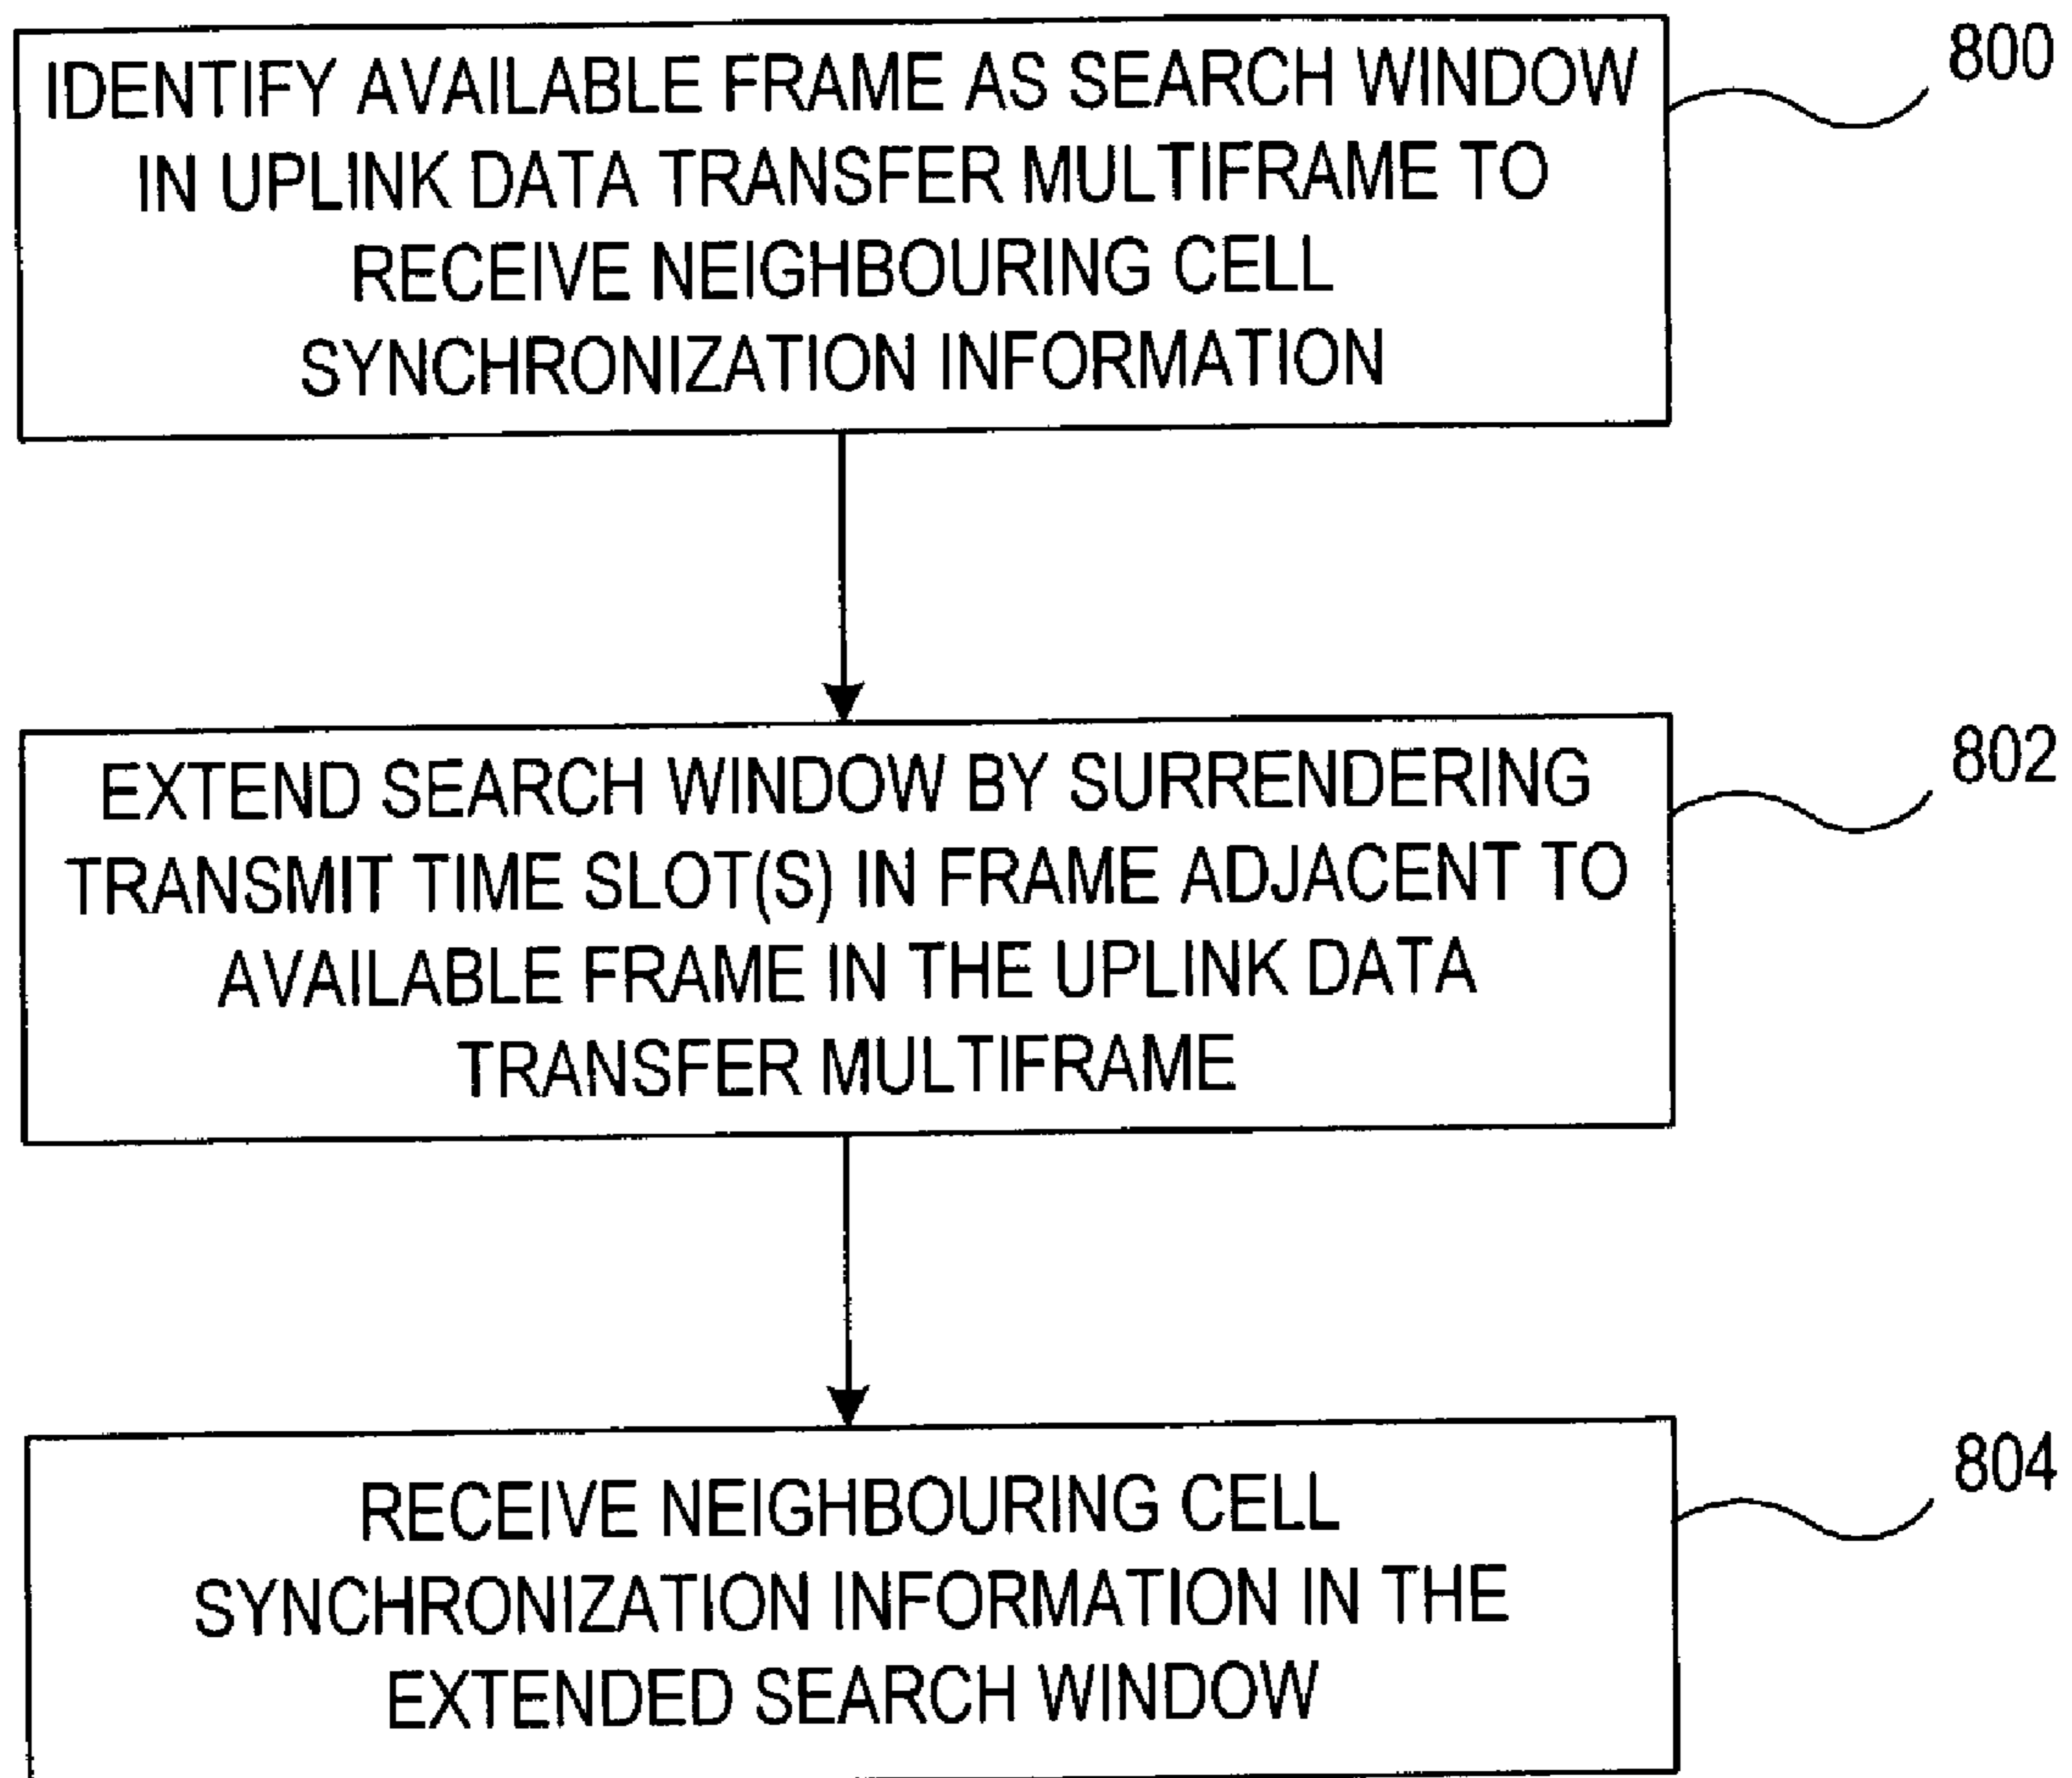 IDENTIFY AVAILABLE FRAME AS SEARCH WINDOW
IN UPLINK DATA TRANSFER MULTIFRAME TO
RECEIVE NEIGHBOURING CELL
SYNCHRONIZATION INFORMATION
800
EXTEND SEARCH WINDOW BY SURRENDERING
TRANSMIT TIME SLOT(S) IN FRAME ADJACENT TO
AVAILABLE FRAME IN THE UPLINK DATA
TRANSFER MULTIFRAME
802
RECEIVE NEIGHBOURING CELL
SYNCHRONIZATION INFORMATION IN THE
EXTENDED SEARCH WINDOW
804